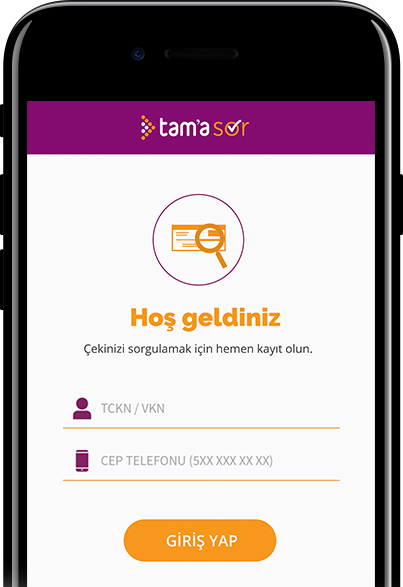 tam'a sor
Hoş geldiniz
Çekinizi sorgulamak için hemen kayıt olun.
TCKN / VKN
CEP TELEFONU (5XX XXX XX XX)
GİRİŞ YAP